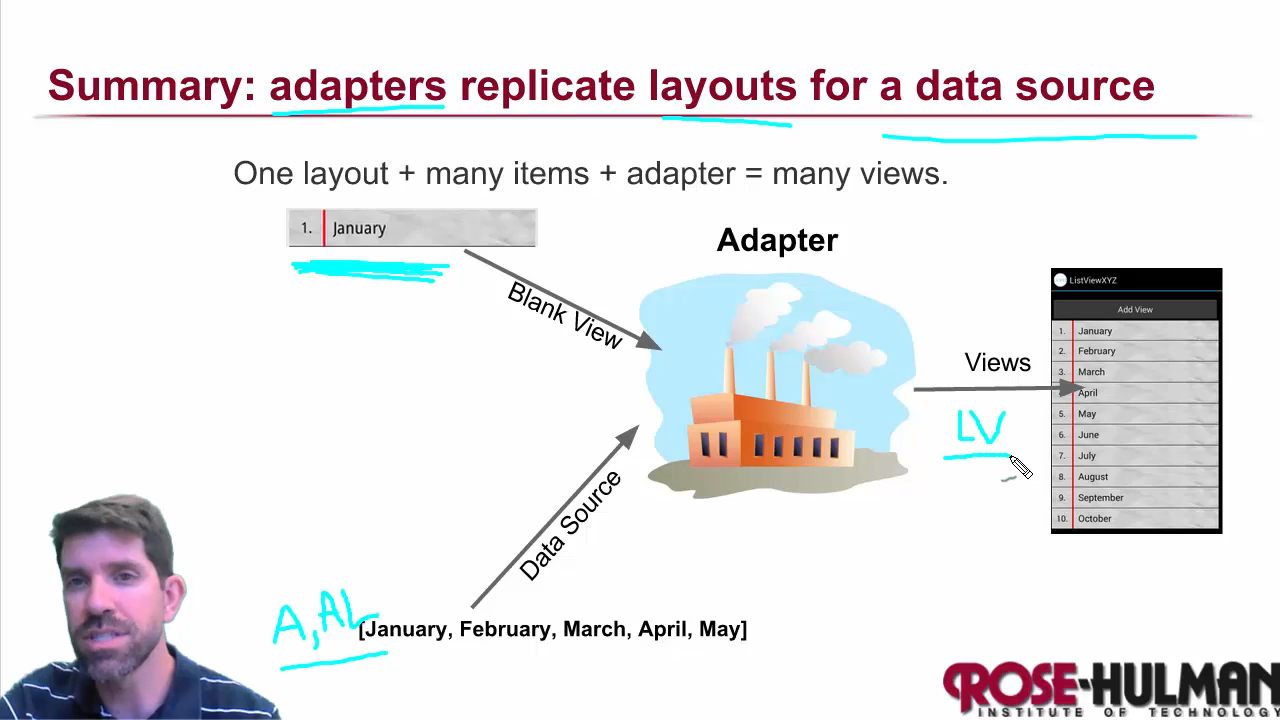 Summary: adapters replicate layouts for a data source
One layout + many items + adapter = many views.
1. January
Adapter
Blank View
ListViewXYZ
Add View
1. January
2. February
3. March
April
5. May
6. June
7. July
8. August
9. September
10. October
Views
LV
Data Source
A, AL
[January, February, March, April, May]
ROSE-HULMAN
INSTITUTE OF TECHNOLOGY